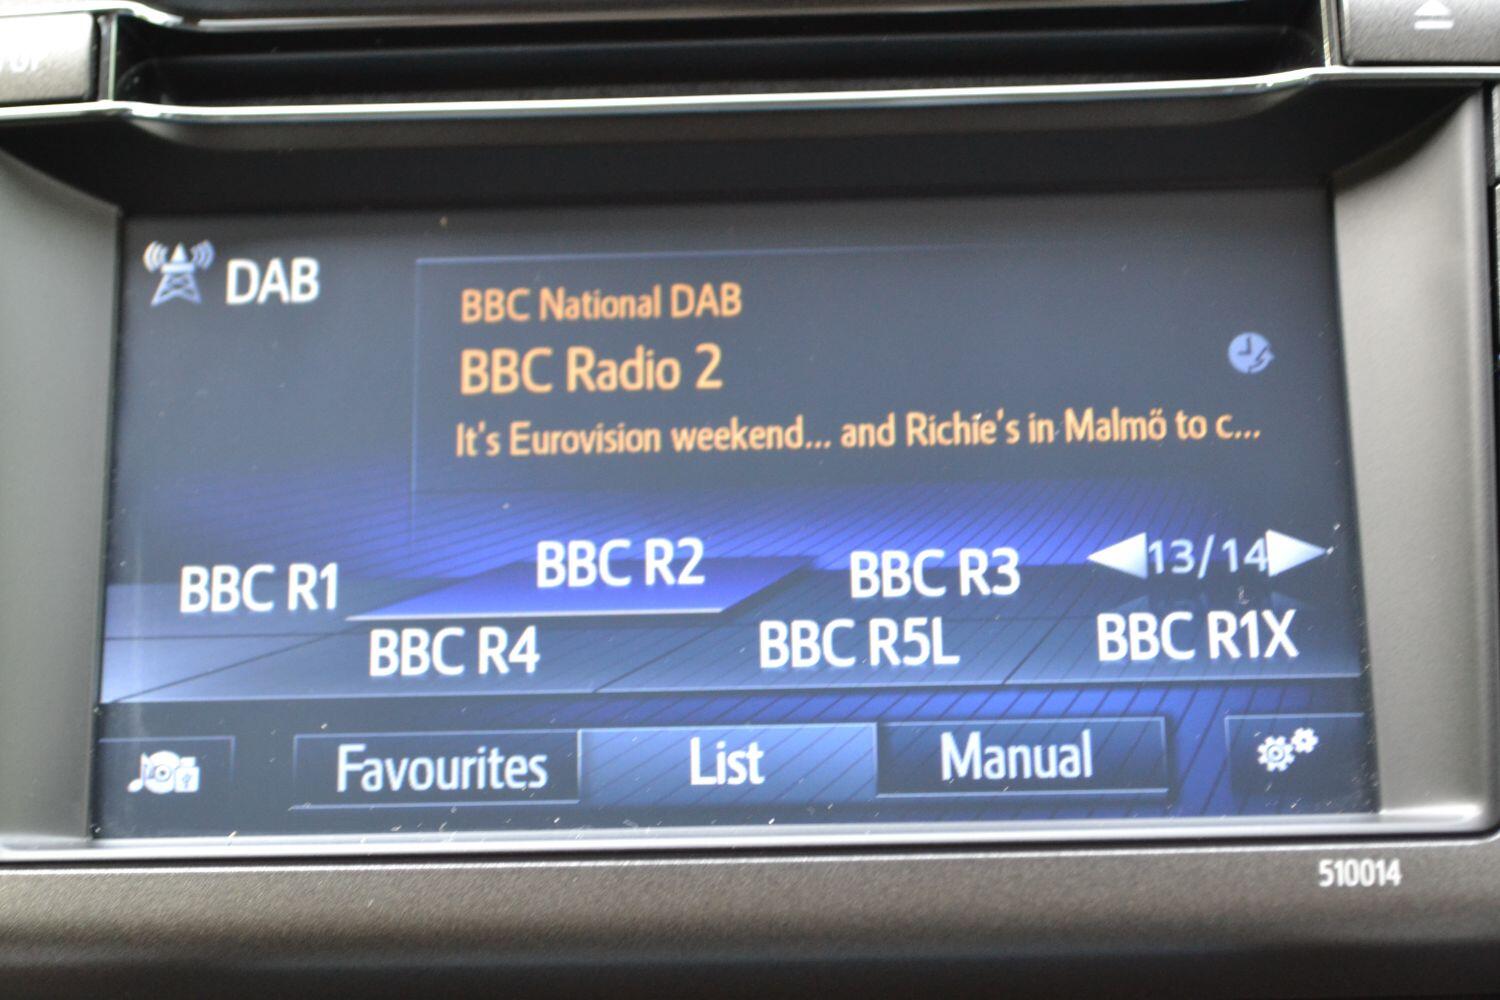 DAB
BBC National DAB
BBC Radio 2
It's Eurovision weekend... and Richie's in Malmö to c...
BBC R1
BBC R2
BBC R3
13/14
BBC R4
BBC R5L
BBC R1X
Favourites
List
Manual
510014